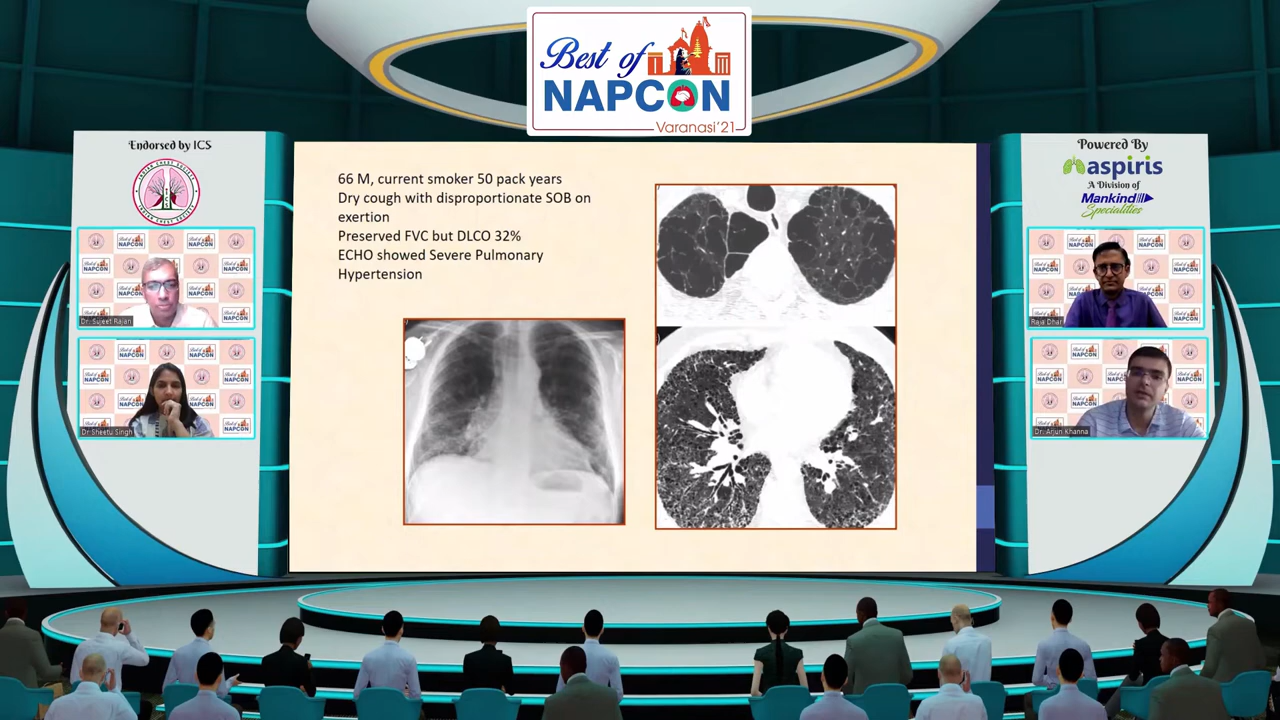 Best of
NAPCON
Varanasi'21
Endorsed by ICS
Dr. Sujeet Rajan
Dr Sheetu Singh
66 M, current smoker 50 pack years
Dry cough with disproportionate SOB on
exertion
Preserved FVC but DLCO 32%
ECHO showed Severe Pulmonary
Hypertension
Powered By
aspiris
A Division of
Mankind
Specialities
Raja Dhar
Dr. Arjun Khanna